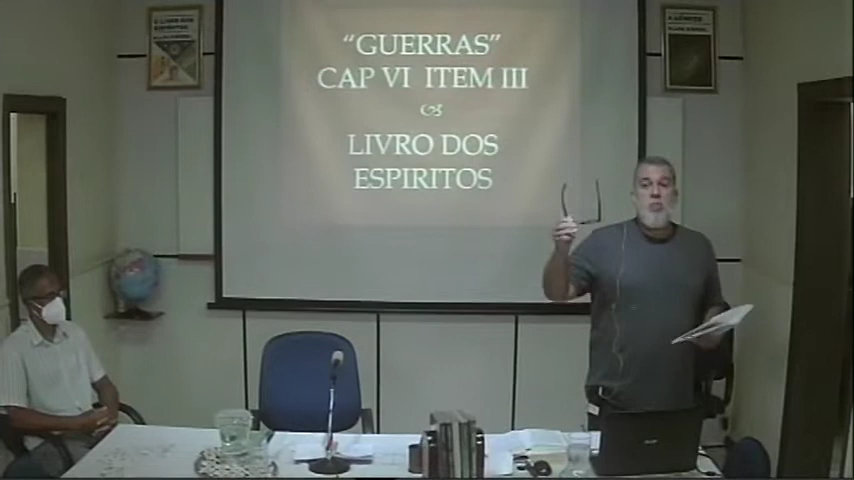 "GUERRAS"
CAP VI ITEM III
LIVRO DOS
ESPIRITOS